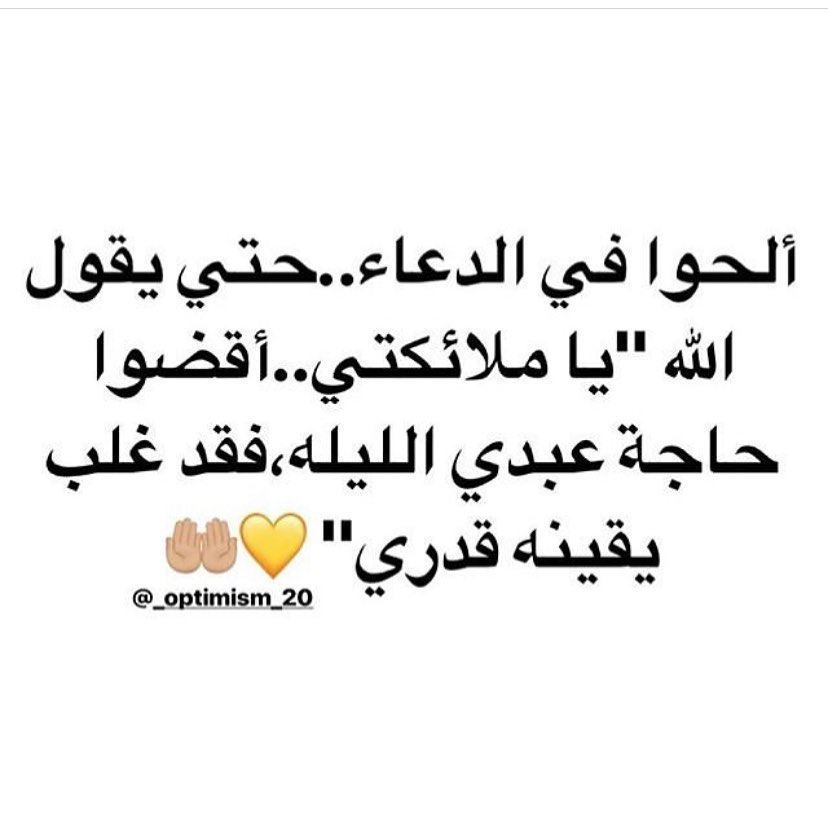 ألحوا في الدعاء..حتي يقول
الله "يا ملائكتي..أقضوا
حاجة عبدي الليله،فقد غلب
يقينه قدري" 💛🤲🏼
@_optimism_20